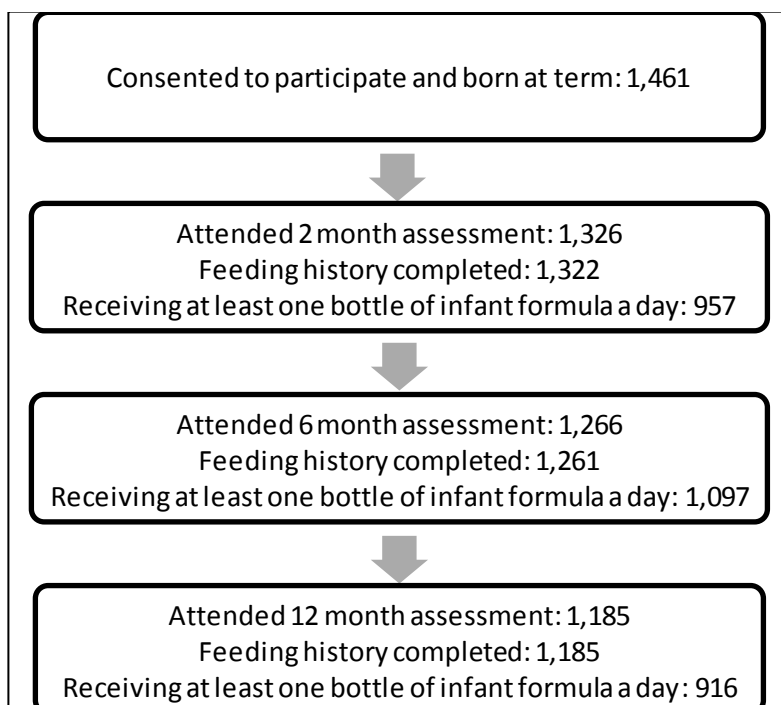 Consented to participate and born at term: 1,461
Attended 2 month assessment: 1,326
Feeding history completed: 1,322
Receiving at least one bottle of infant formula a day: 957
Attended 6 month assessment: 1,266
Feeding history completed: 1,261
Receiving at least one bottle of infant formula a day: 1,097
Attended 12 month assessment: 1,185
Feeding history completed: 1,185
Receiving at least one bottle of infant formula a day: 916